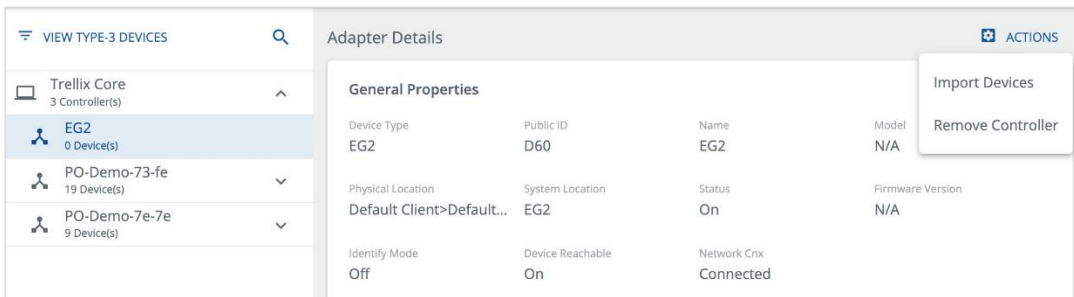 VIEW TYPE-3 DEVICES
Trellix Core
3 Controller(s)
EG2
0 Device(s)
PO-Demo-73-fe
19 Device(s)
PO-Demo-7e-7e
9 Device(s)
Adapter Details
ACTIONS
Import Devices
Remove Controller
General Properties
Device Type Public ID Name Model
EG2 D60 EG2 N/A
Physical Location System Location Status Firmware Version
Default Client>Default... EG2 On N/A
Identify Mode Device Reachable Network Cnx
Off On Connected